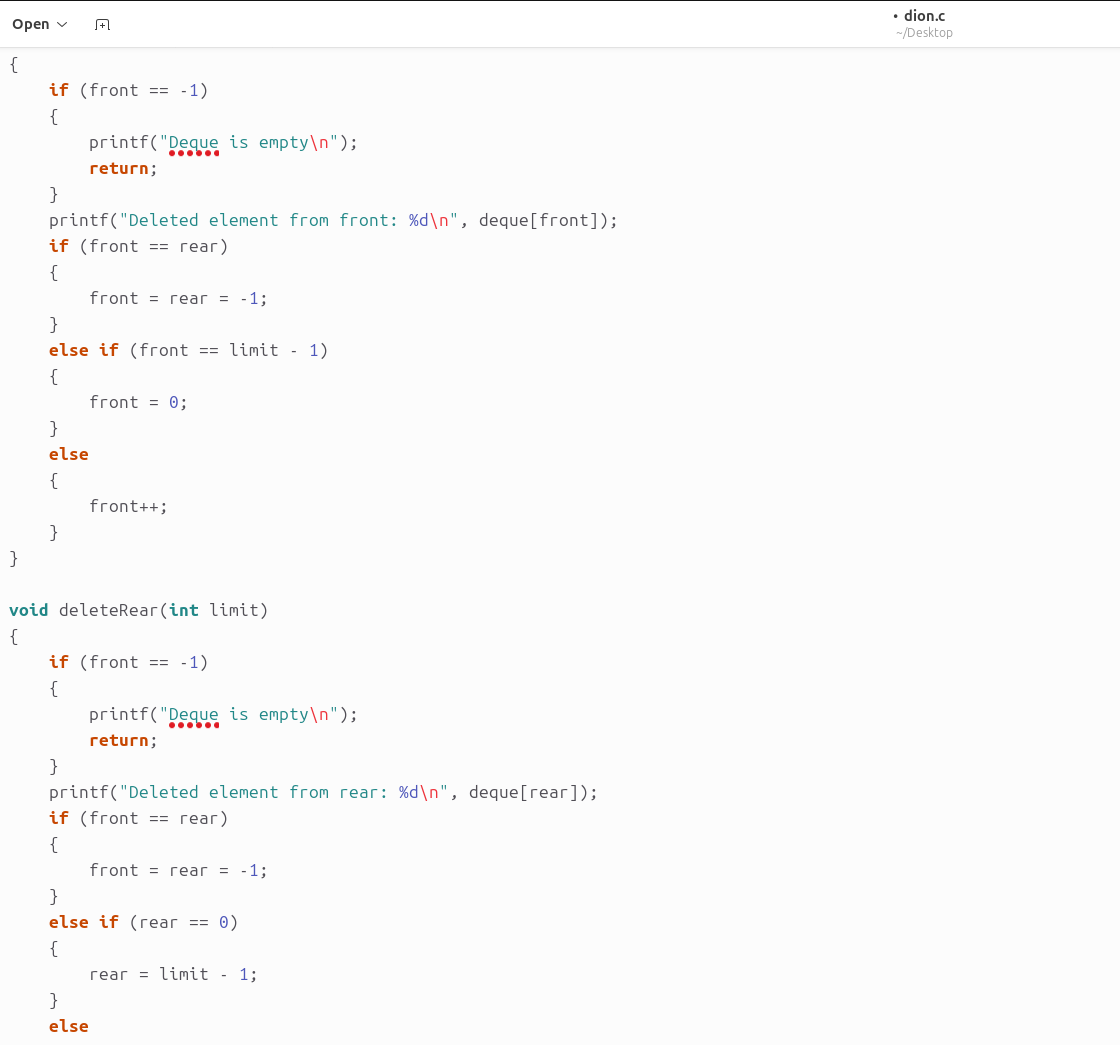 Open
• dion.c
~/Desktop
{
    if (front == -1)
    {
        printf("Deque is empty\n");
        return;
    }
    printf("Deleted element from front: %d\n", deque[front]);
    if (front == rear)
    {
        front = rear = -1;
    }
    else if (front == limit - 1)
    {
        front = 0;
    }
    else
    {
        front++;
    }
}

void deleteRear(int limit)
{
    if (front == -1)
    {
        printf("Deque is empty\n");
        return;
    }
    printf("Deleted element from rear: %d\n", deque[rear]);
    if (front == rear)
    {
        front = rear = -1;
    }
    else if (rear == 0)
    {
        rear = limit - 1;
    }
    else